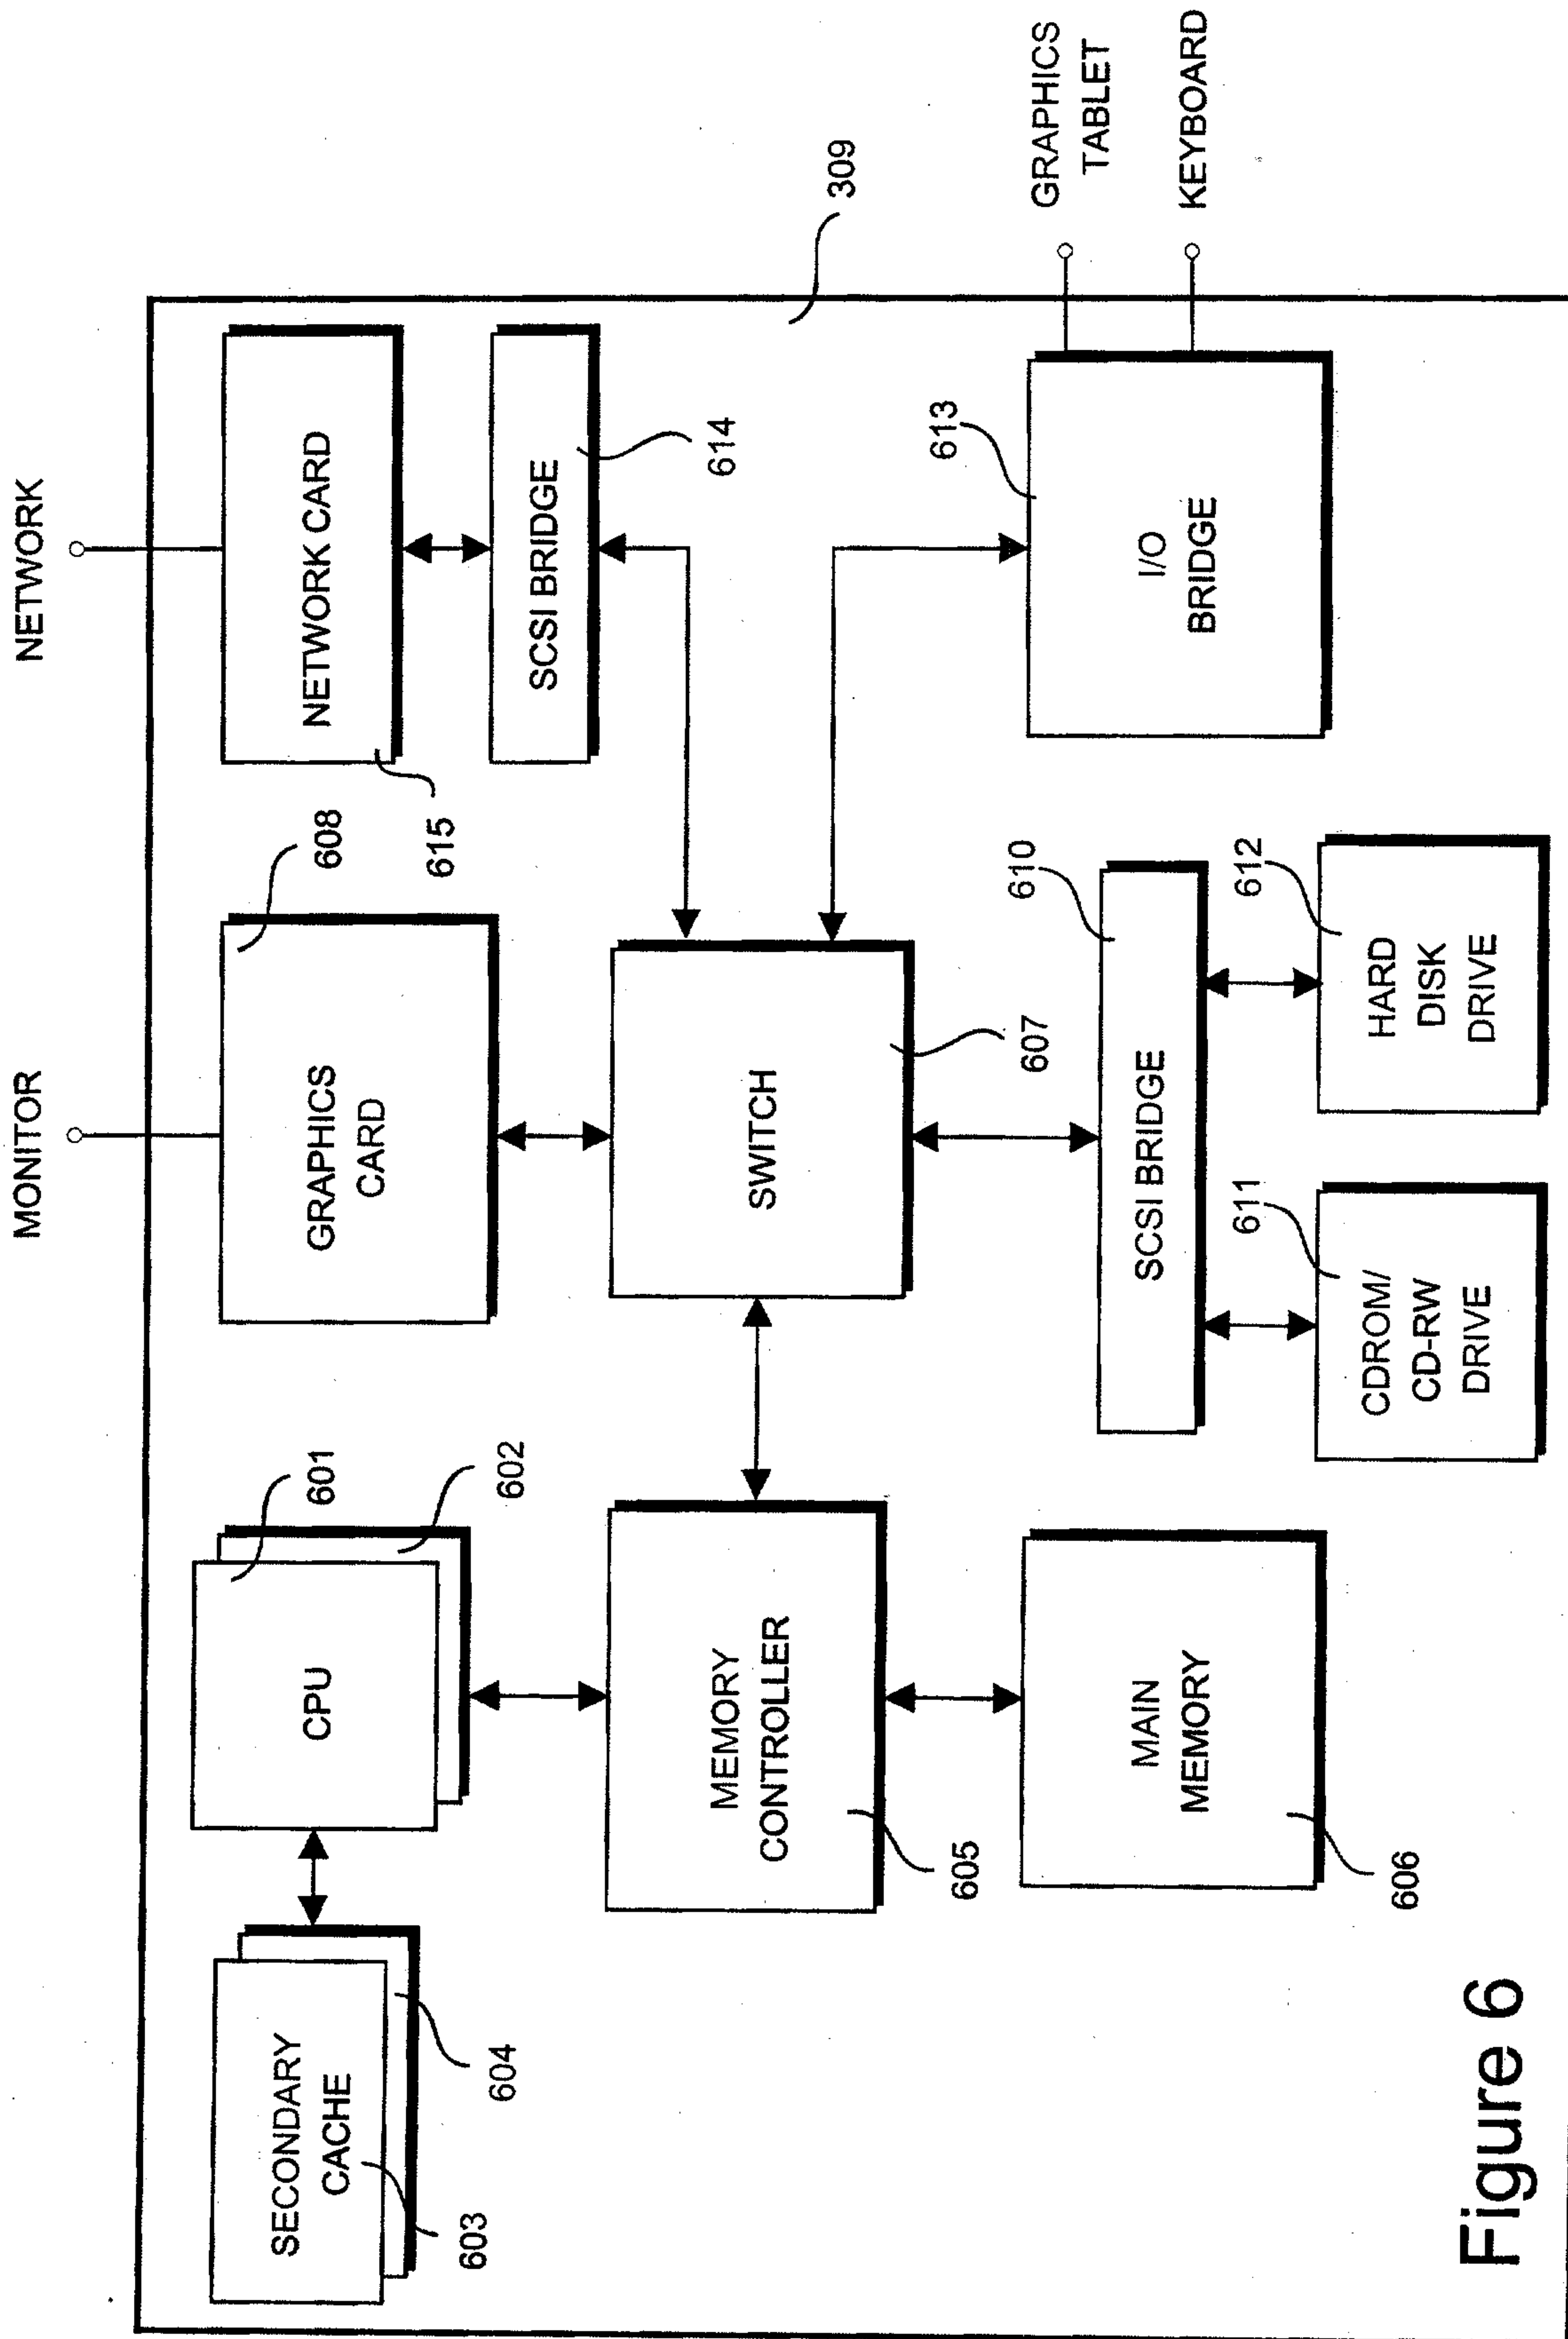 MONITOR
NETWORK
SECONDARY
CACHE
603
604
CPU
601
602
GRAPHICS
CARD
608
NETWORK CARD
615
SCSI BRIDGE
614
309
MEMORY
CONTROLLER
605
SWITCH
607
MAIN
MEMORY
606
SCSI BRIDGE
610
I/O
BRIDGE
613
GRAPHICS
TABLET
KEYBOARD
CDROM/
CD-RW
DRIVE
611
HARD
DISK
DRIVE
612
Figure 6